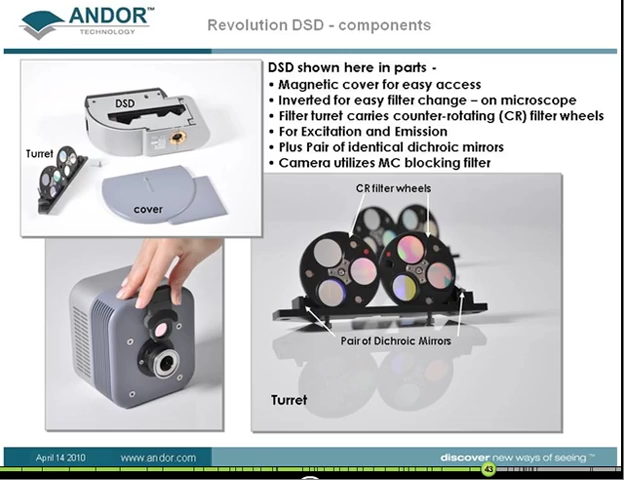 ANDOR™
TECHNOLOGY
Revolution DSD - components
DSD shown here in parts -
• Magnetic cover for easy access
• Inverted for easy filter change – on microscope
• Filter turret carries counter-rotating (CR) filter wheels
• For Excitation and Emission
• Plus Pair of identical dichroic mirrors
• Camera utilizes MC blocking filter
DSD
Turret
cover
CR filter wheels
Pair of Dichroic Mirrors
Turret
April 14 2010
www.andor.com
discover new ways of seeing™
43